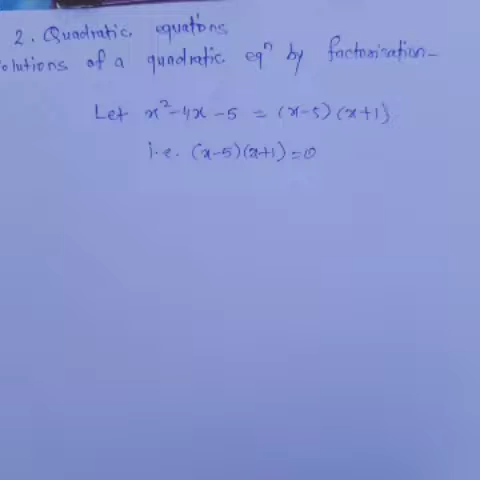 2. Quadratic equations
olutions of a quadratic eqⁿ by factorisation-
Let x²-4x-5 = (x-5)(x+1)
i.e. (x-5)(x+1)=0